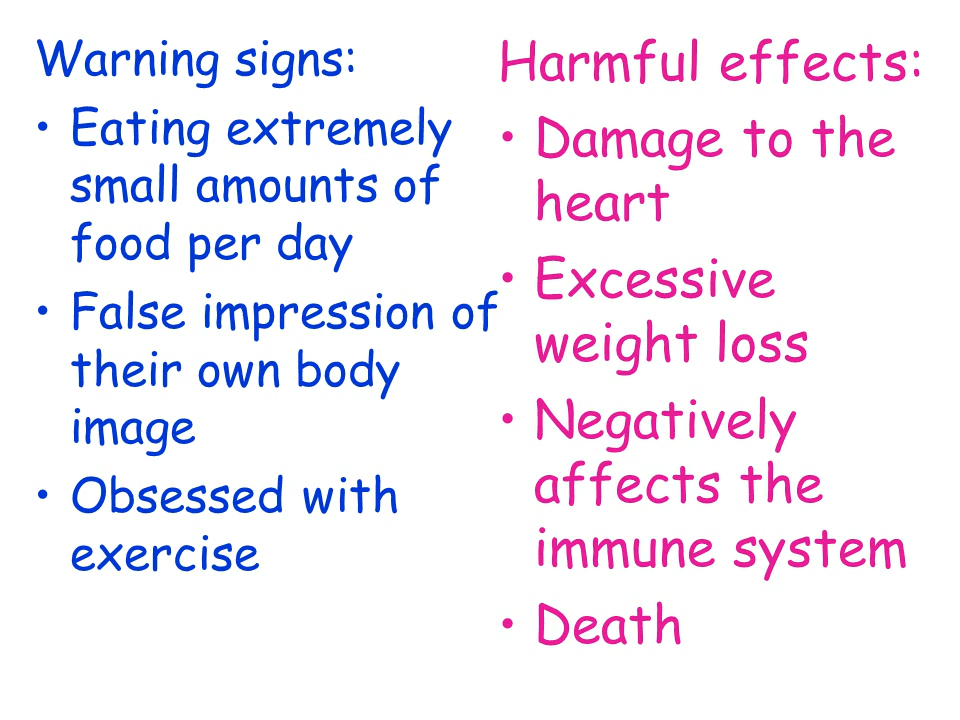 Warning signs:
• Eating extremely
small amounts of
food per day
• False impression of
their own body
image
• Obsessed with
exercise
Harmful effects:
• Damage to the
heart
• Excessive
weight loss
• Negatively
affects the
immune system
• Death